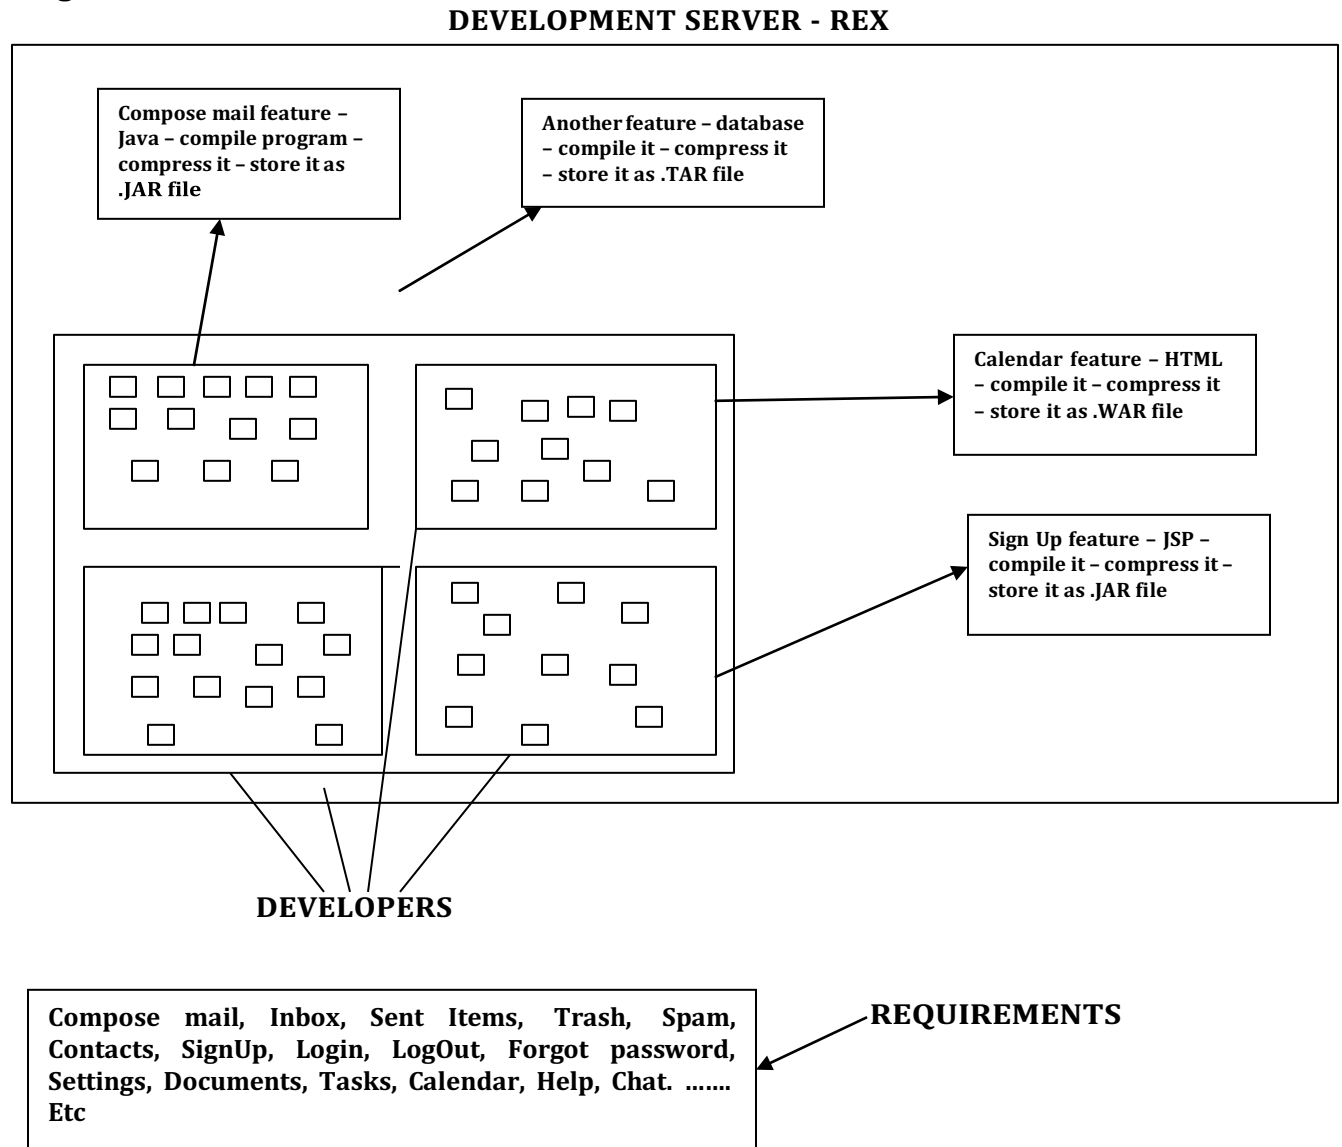 DEVELOPMENT SERVER - REX
Compose mail feature –
Java – compile program –
compress it – store it as
.JAR file
Another feature – database
– compile it – compress it
– store it as .TAR file
Calendar feature – HTML
– compile it – compress it
– store it as .WAR file
Sign Up feature – JSP –
compile it – compress it –
store it as .JAR file
DEVELOPERS
REQUIREMENTS
Compose mail, Inbox, Sent Items, Trash, Spam,
Contacts, SignUp, Login, LogOut, Forgot password,
Settings, Documents, Tasks, Calendar, Help, Chat. .......
Etc